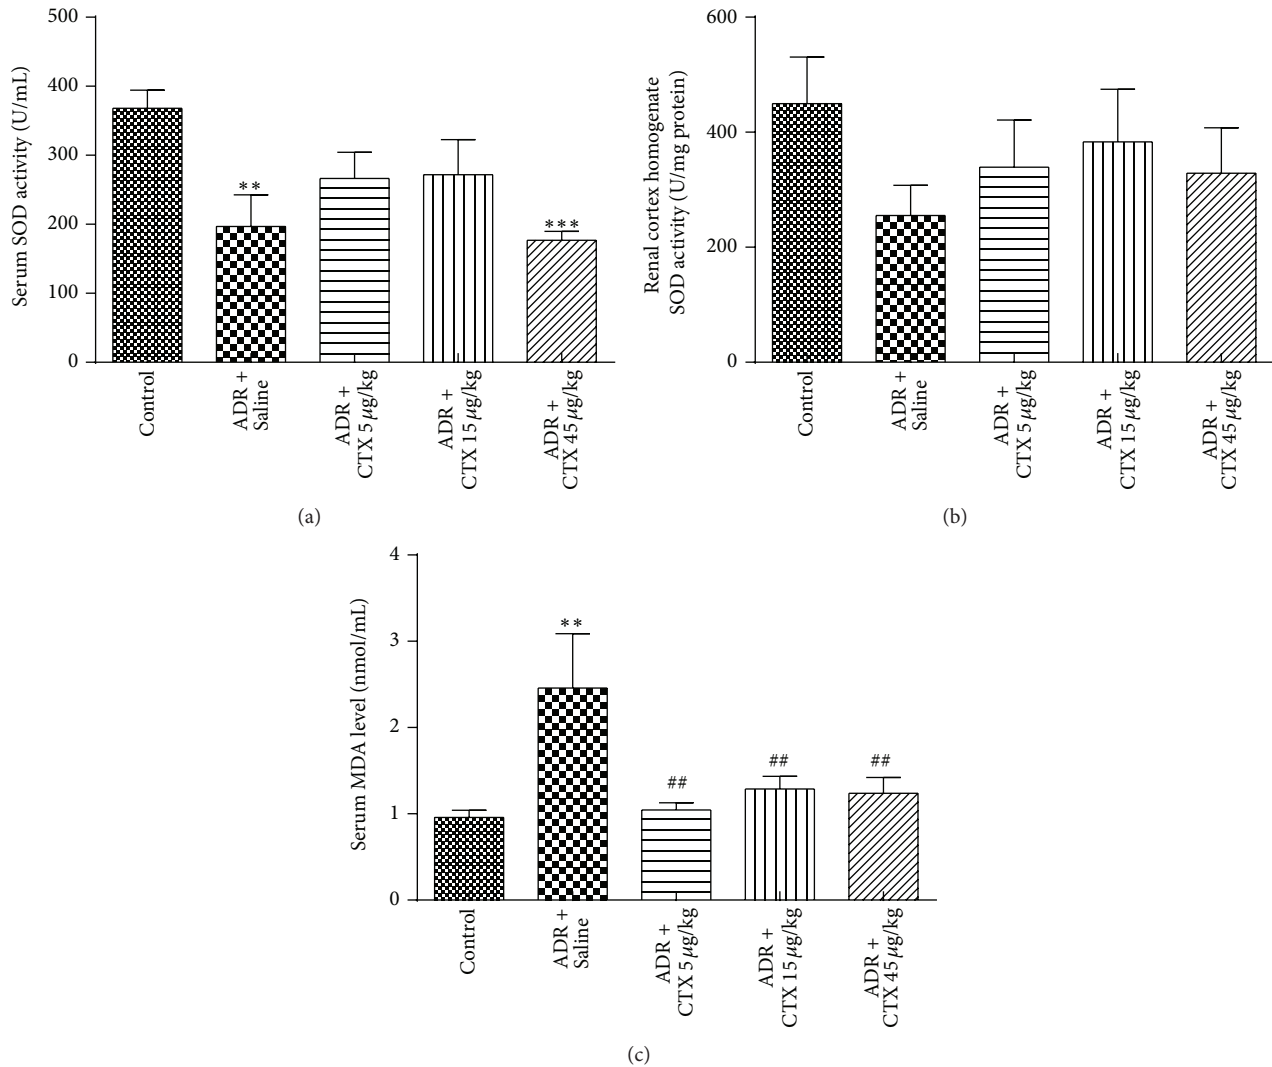 500
400
300
200
100
0
Serum SOD activity (U/mL)
**
***
Control
ADR +
Saline
ADR +
CTX 5 μg/kg
ADR +
CTX 15 μg/kg
ADR +
CTX 45 μg/kg
(a)
600
400
200
0
Renal cortex homogenate
SOD activity (U/mg protein)
Control
ADR +
Saline
ADR +
CTX 5 μg/kg
ADR +
CTX 15 μg/kg
ADR +
CTX 45 μg/kg
(b)
4
3
2
1
0
Serum MDA level (nmol/mL)
**
##
##
##
Control
ADR +
Saline
ADR +
CTX 5 μg/kg
ADR +
CTX 15 μg/kg
ADR +
CTX 45 μg/kg
(c)